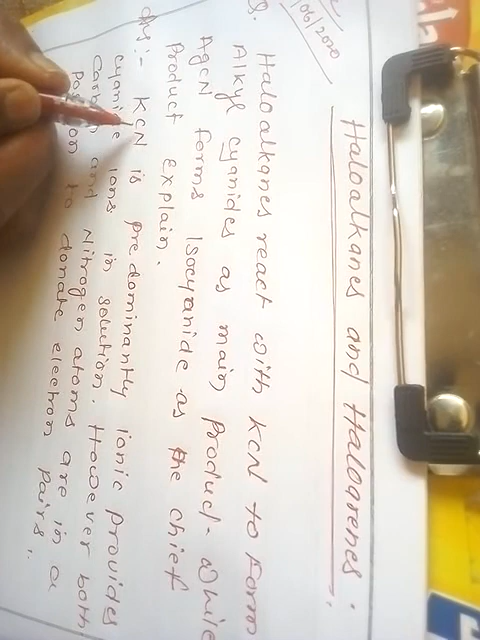 /06/2020
Haloalkanes and Haloarenes:
Q. Haloalkanes react with KCN to form
Alkyl cyanides as main product. While
AgCN forms Isocyanide as the chief
Product explain.
Ans:- KCN is predominantly ionic provides
cyanide ions in solution. However both
Carbon and Nitrogen atoms are in a
Position to donate electron pairs.